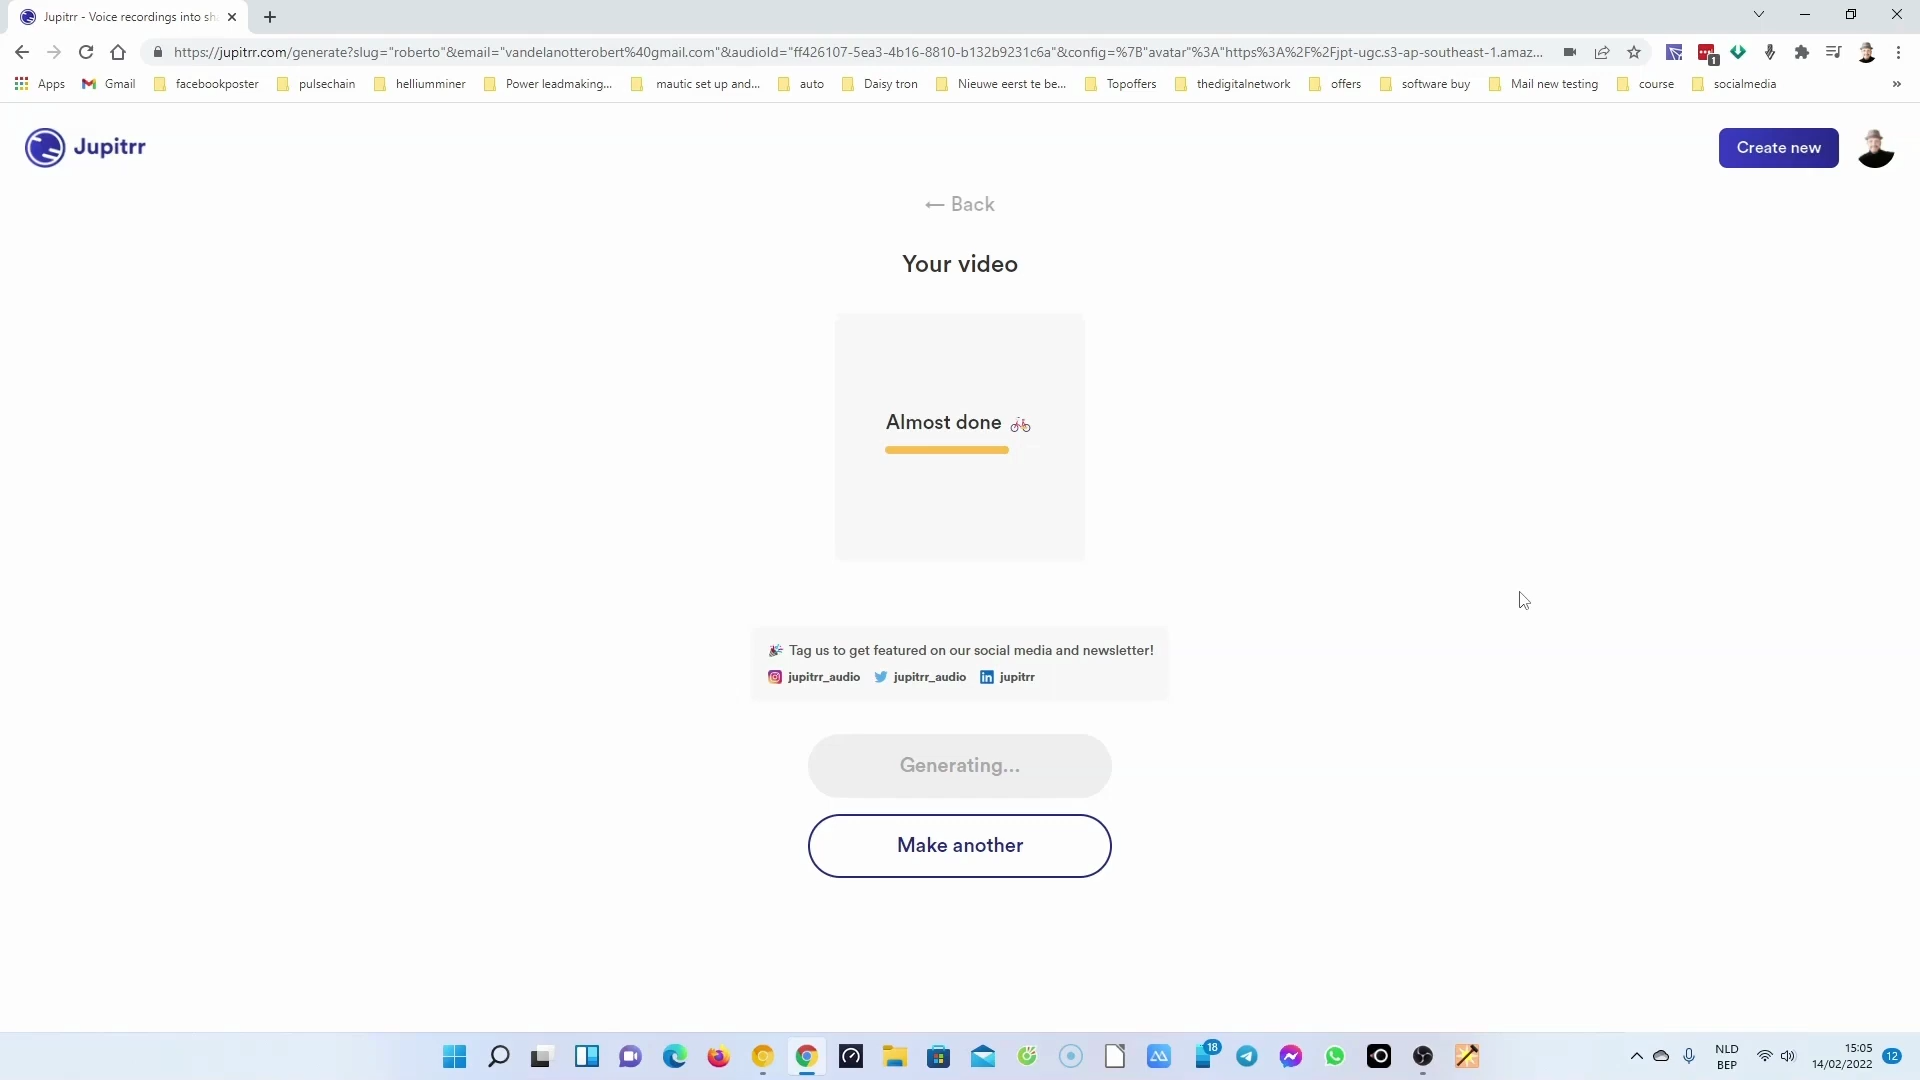 Jupitrr - Voice recordings into sh
https://jupitrr.com/generate?slug="roberto"&email="vandelanotterobert%40gmail.com"&audioId="ff426107-5ea3-4b16-8810-b132b9231c6a"&config=%7B"avatar"%3A"https%3A%2F%2Fjpt-ugc.s3-ap-southeast-1.amaz...
1
Apps Gmail facebookposter pulsechain helliumminer Power leadmaking... mautic set up and... auto Daisy tron Nieuwe eerst te be... Topoffers thedigitalnetwork offers software buy Mail new testing course socialmedia »
Jupitrr
Create new
← Back
Your video
Almost done
Tag us to get featured on our social media and newsletter!
jupitrr_audio jupitrr_audio in jupitrr
Generating...
Make another
18
NLD
BEP
15:05
14/02/2022
12